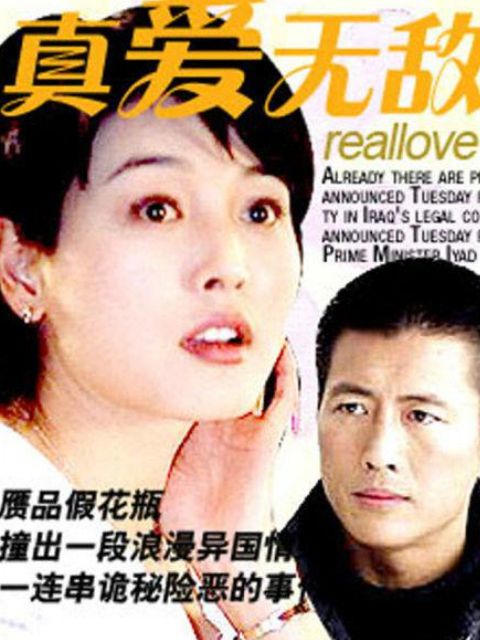 真爱无敌
reallove
ALREADY THERE ARE
ANNOUNCED TUESDAY
TY IN IRAQ'S LEGAL CO
ANNOUNCED TUESDAY
PRIME MINISTER IYAD
赝品假花瓶
撞出一段浪漫异国情
一连串诡秘险恶的事